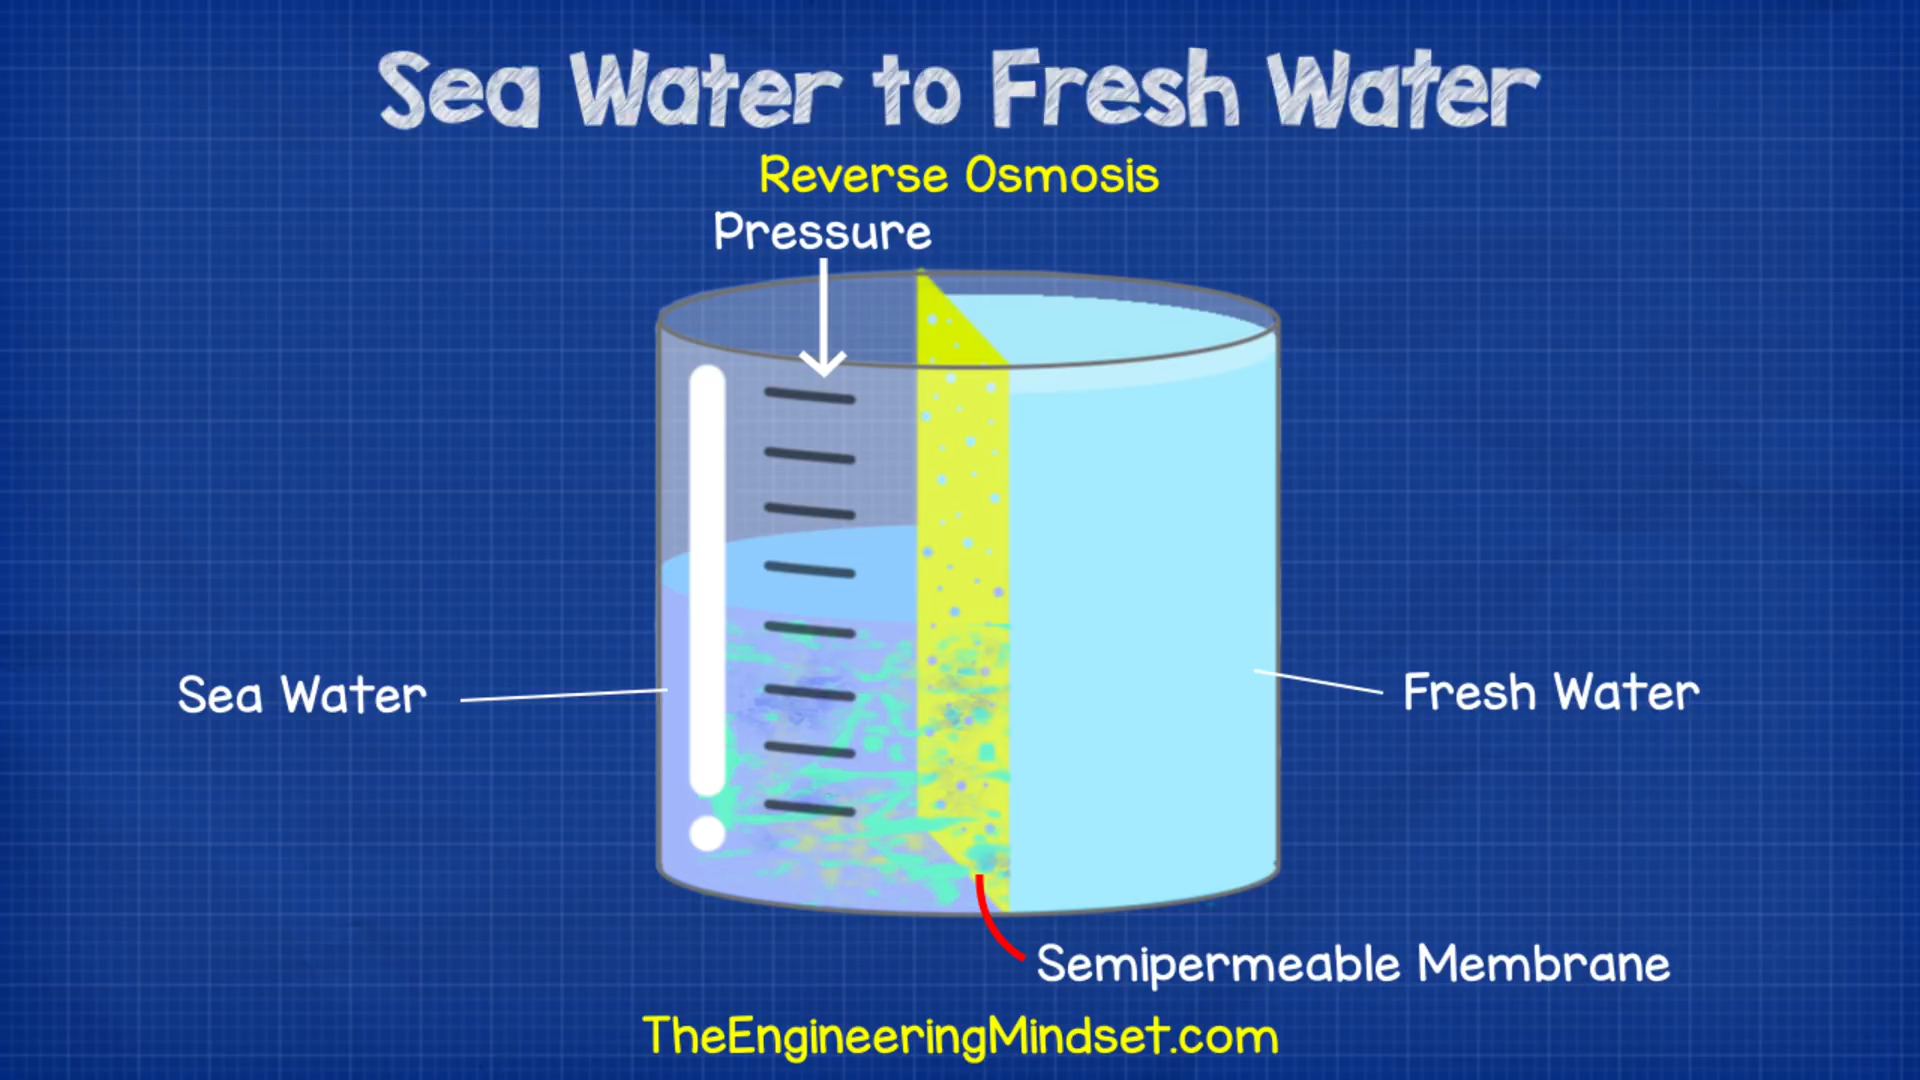 Sea Water to Fresh Water
Reverse Osmosis
Pressure
Sea Water
Fresh Water
Semipermeable Membrane
TheEngineeringMindset.com